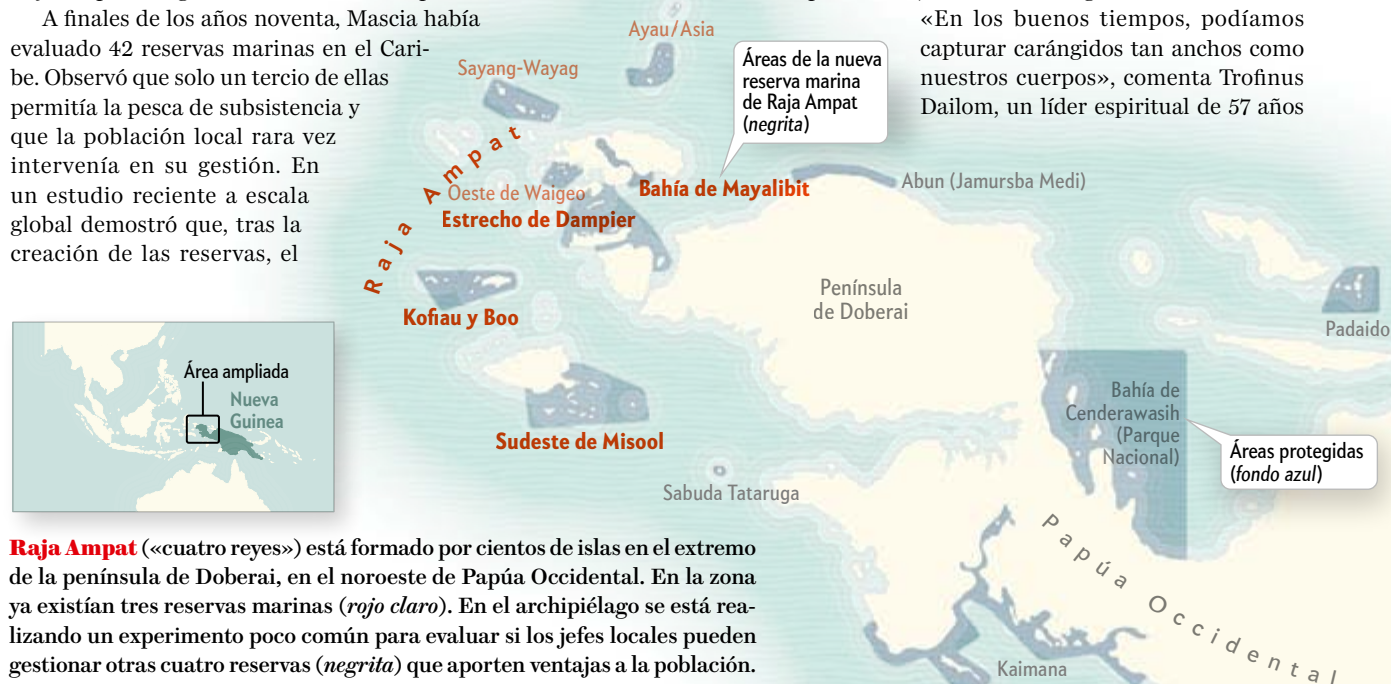 A finales de los años noventa, Mascia había
evaluado 42 reservas marinas en el Cari-
be. Observó que solo un tercio de ellas
permitía la pesca de subsistencia y
que la población local rara vez
intervenía en su gestión. En
un estudio reciente a escala
global demostró que, tras la
creación de las reservas, el
«En los buenos tiempos, podíamos
capturar carángidos tan anchos como
nuestros cuerpos», comenta Trofinus
Dailom, un líder espiritual de 57 años
Ayau/Asia
Sayang-Wayag
Áreas de la nueva
reserva marina
de Raja Ampat
(negrita)
Raja Ampat
Oeste de Waigeo
Bahía de Mayalibit
Abun (Jamursba Medi)
Estrecho de Dampier
Kofiau y Boo
Península
de Doberai
Padaido
Área ampliada
Nueva
Guinea
Sudeste de Misool
Bahía de
Cenderawasih
(Parque
Nacional)
Áreas protegidas
(fondo azul)
Sabuda Tataruga
Papúa Occidental
Kaimana
Raja Ampat («cuatro reyes») está formado por cientos de islas en el extremo
de la península de Doberai, en el noroeste de Papúa Occidental. En la zona
ya existían tres reservas marinas (rojo claro). En el archipiélago se está rea-
lizando un experimento poco común para evaluar si los jefes locales pueden
gestionar otras cuatro reservas (negrita) que aporten ventajas a la población.